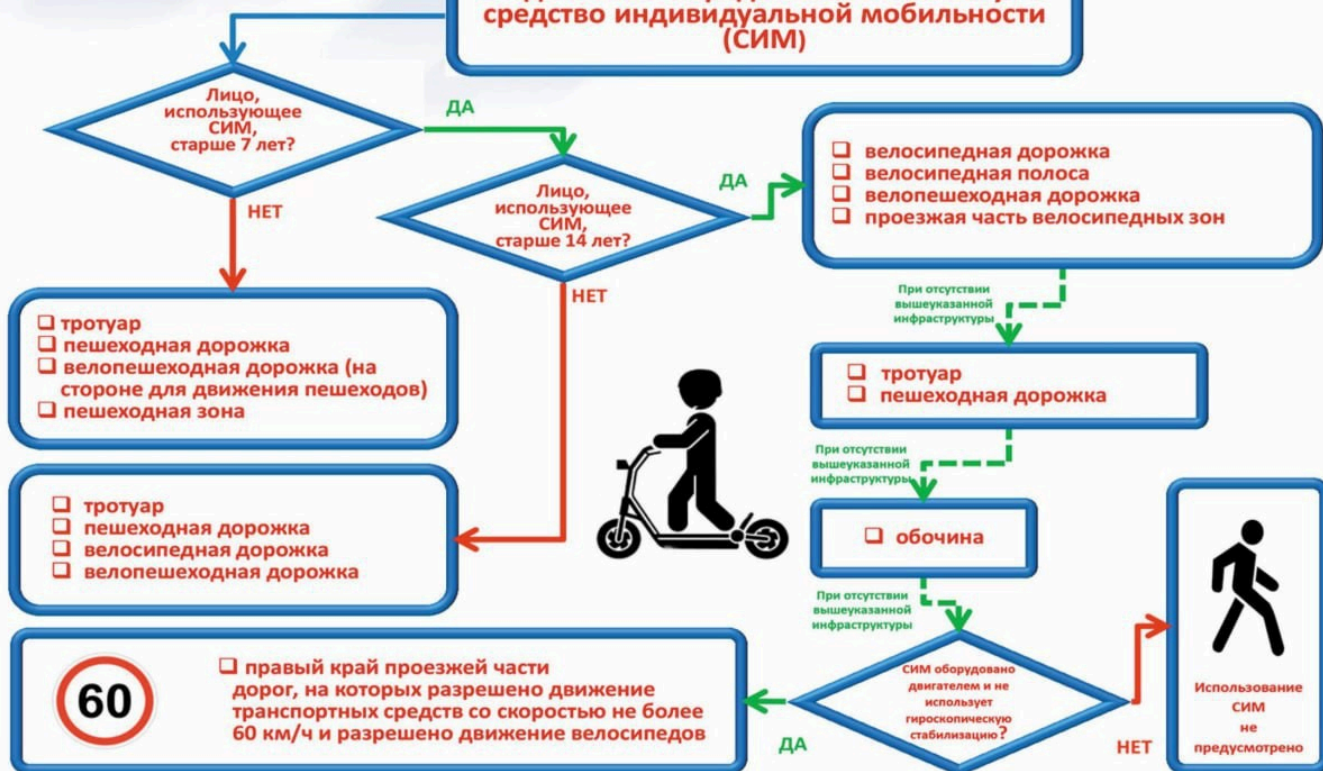 средство индивидуальной мобильности
(СИМ)
Лицо,
использующее
СИМ,
старше 7 лет?
ДА
НЕТ
Лицо,
использующее
СИМ,
старше 14 лет?
ДА
НЕТ
❑ велосипедная дорожка
❑ велосипедная полоса
❑ велопешеходная дорожка
❑ проезжая часть велосипедных зон
При отсутствии
вышеуказанной
инфраструктуры
❑ тротуар
❑ пешеходная дорожка
❑ велопешеходная дорожка (на
стороне для движения пешеходов)
❑ пешеходная зона
❑ тротуар
❑ пешеходная дорожка
При отсутствии
вышеуказанной
инфраструктуры
❑ тротуар
❑ пешеходная дорожка
❑ велосипедная дорожка
❑ велопешеходная дорожка
❑ обочина
При отсутствии
вышеуказанной
инфраструктуры
60
❑ правый край проезжей части
дорог, на которых разрешено движение
транспортных средств со скоростью не более
60 км/ч и разрешено движение велосипедов
СИМ оборудовано
двигателем и не
использует
гироскопическую
стабилизацию?
ДА
НЕТ
Использование
СИМ
не
предусмотрено